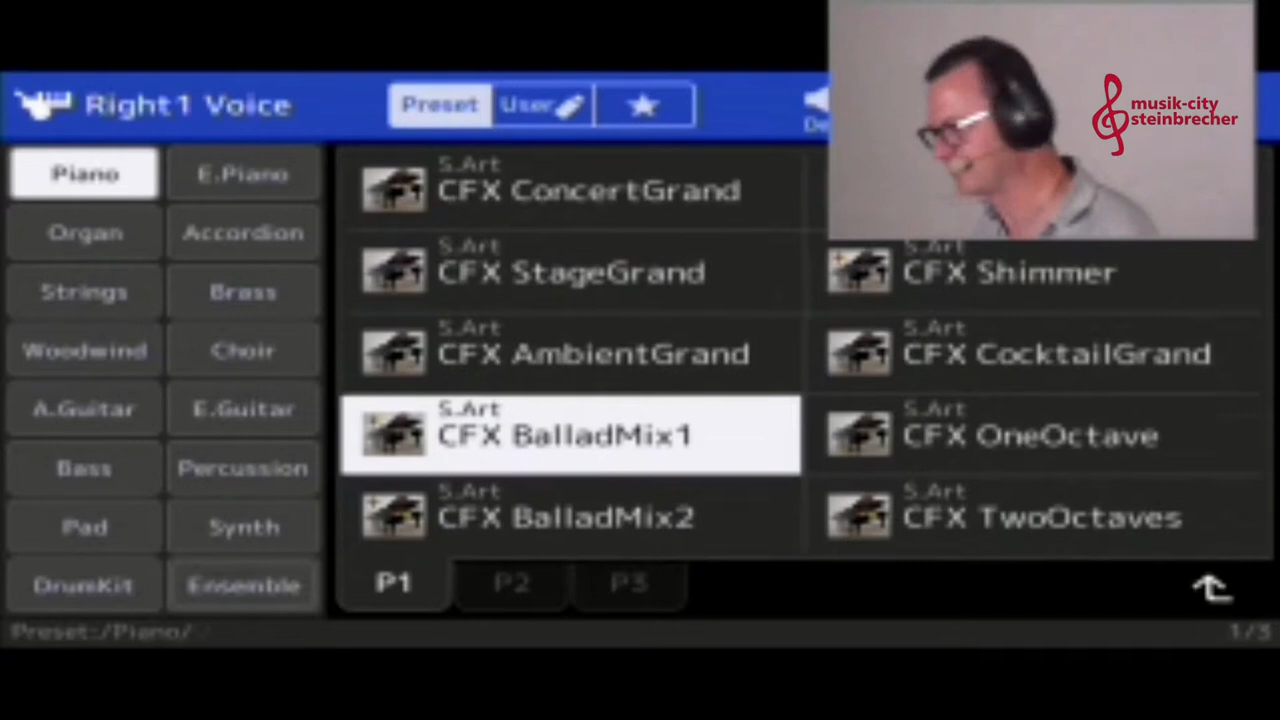 Right1 Voice
Preset
User
musik-city
steinbrecher
Piano
E.Piano
Organ
Accordion
Strings
Brass
Woodwind
Choir
A.Guitar
E.Guitar
Bass
Percussion
Pad
Synth
DrumKit
Ensemble
S.Art
CFX ConcertGrand
S.Art
CFX StageGrand
S.Art
CFX Shimmer
S.Art
CFX AmbientGrand
S.Art
CFX CocktailGrand
S.Art
CFX BalladMix1
S.Art
CFX OneOctave
S.Art
CFX BalladMix2
S.Art
CFX TwoOctaves
P1
P2
P3
Preset:/Piano/
1/3